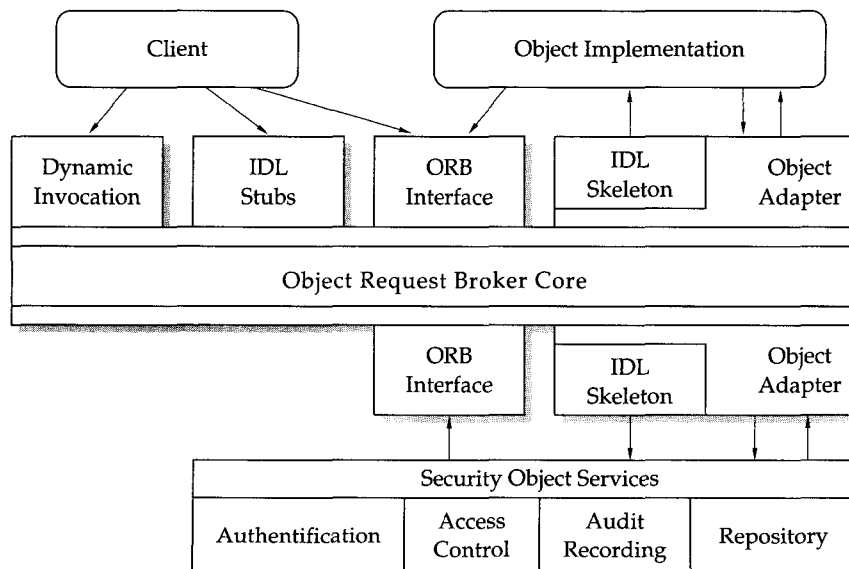 Client
Object Implementation
Dynamic
Invocation
IDL
Stubs
ORB
Interface
IDL
Skeleton
Object
Adapter
Object Request Broker Core
ORB
Interface
IDL
Skeleton
Object
Adapter
Security Object Services
Authentification
Access
Control
Audit
Recording
Repository